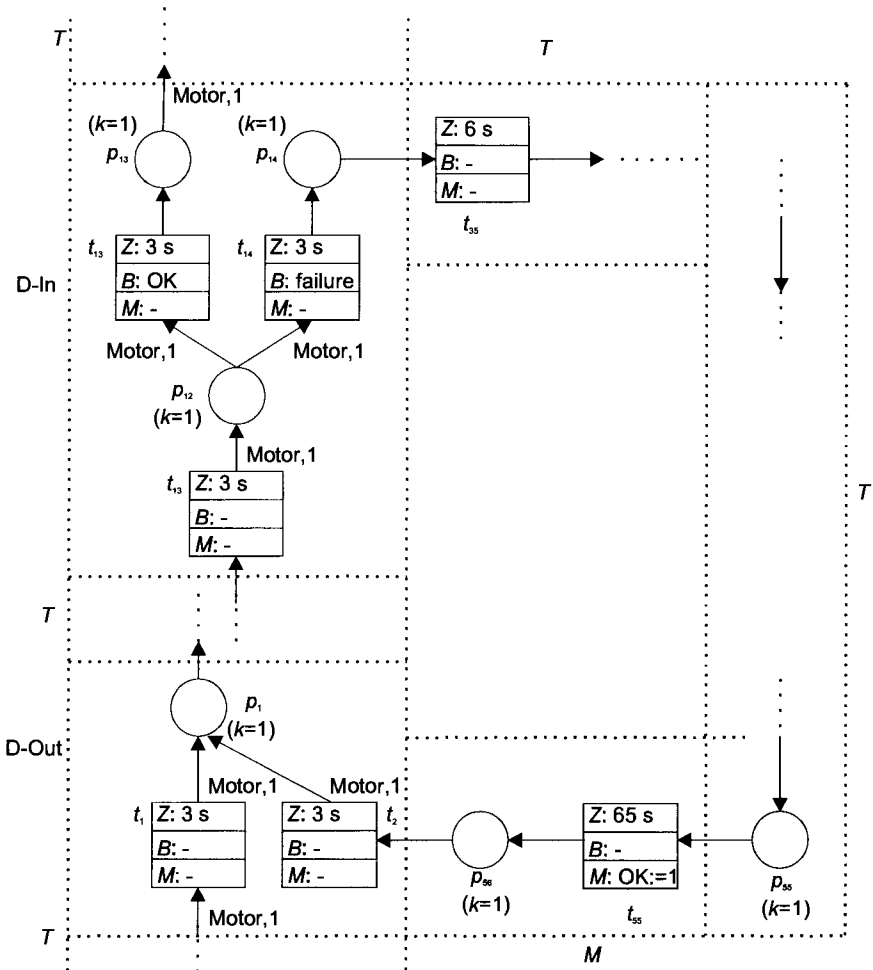 T
T
Motor,1
(k=1)
p₁₃
(k=1)
p₁₄
Z: 6 s
B: -
M: -
t₃₅
t₁₃
Z: 3 s
B: OK
M: -
t₁₄
Z: 3 s
B: failure
M: -
D-In
Motor,1
Motor,1
p₁₂
(k=1)
Motor,1
t₁₃
Z: 3 s
B: -
M: -
T
T
p₁
(k=1)
D-Out
Motor,1
Motor,1
t₁
Z: 3 s
B: -
M: -
Z: 3 s
B: -
M: -
t₂
p₅₆
(k=1)
Z: 65 s
B: -
M: OK:=1
t₅₅
p₅₅
(k=1)
Motor,1
T
M